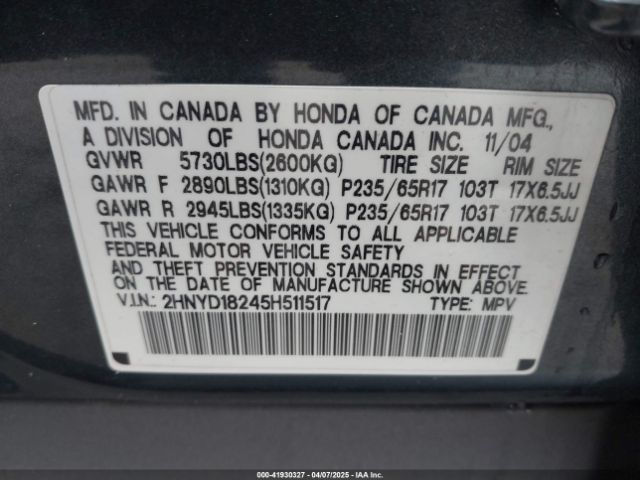 MFD. IN CANADA BY HONDA OF CANADA MFG.,
A DIVISION OF HONDA CANADA INC. 11/04
GVWR 5730LBS(2600KG) TIRE SIZE RIM SIZE
GAWR F 2890LBS(1310KG) P235/65R17 103T 17X6.5JJ
GAWR R 2945LBS(1335KG) P235/65R17 103T 17X6.5JJ
THIS VEHICLE CONFORMS TO ALL APPLICABLE
FEDERAL MOTOR VEHICLE SAFETY
AND THEFT PREVENTION STANDARDS IN EFFECT
ON THE DATE OF MANUFACTURE SHOWN ABOVE.
V.I.N.: 2HNYD18245H511517 TYPE: MPV
000-41930327 - 04/07/2025 - IAAI.COM